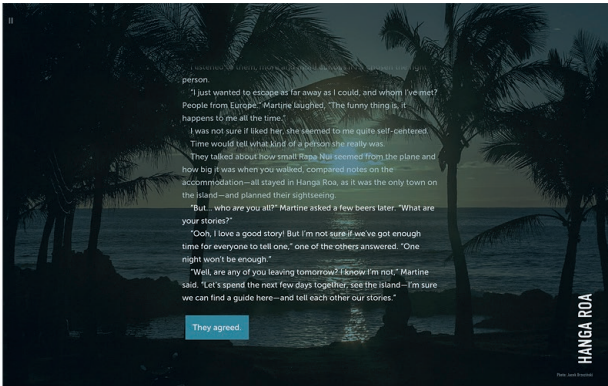 I listened to them, more and more
person.
“I just wanted to escape as far away as I could, and whom I’ve met?
People from Europe.” Martine laughed, “The funny thing is, it
happens to me all the time.”
I was not sure if liked her, she seemed to me quite self-centered.
Time would tell what kind of a person she really was.
They talked about how small Rapa Nui seemed from the plane and
how big it was when you walked, compared notes on the
accommodation—all stayed in Hanga Roa, as it was the only town on
the island—and planned their sightseeing.
“But... who are you all?” Martine asked a few beers later. “What are
your stories?”
“Ooh, I love a good story! But I’m not sure if we’ve got enough
time for everyone to tell one,” one of the others answered. “One
night won’t be enough.”
“Well, are any of you leaving tomorrow? I know I’m not,” Martine
said. “Let’s spend the next few days together, see the island—I’m sure
we can find a guide here—and tell each other our stories.”
They agreed.
HANGA ROA